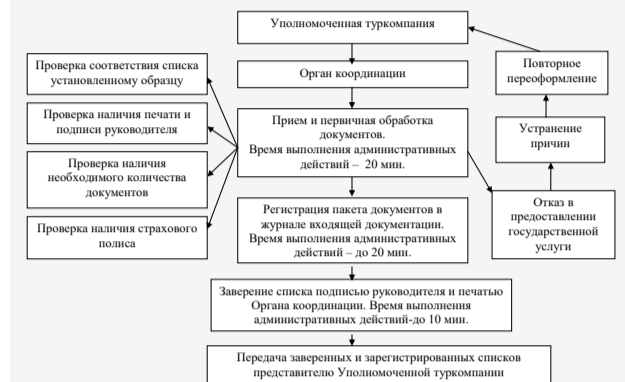 Уполномоченная туркомпания
Орган координации
Проверка соответствия списка
установленному образцу
Проверка наличия печати и
подписи руководителя
Проверка наличия
необходимого количества
документов
Проверка наличия страхового
полиса
Прием и первичная обработка
документов.
Время выполнения административных
действий – 20 мин.
Повторное
переоформление
Устранение
причин
Отказ в
предоставлении
государственной
услуги
Регистрация пакета документов в
журнале входящей документации.
Время выполнения административных
действий – до 20 мин.
Заверение списка подписью руководителя и печатью
Органа координации. Время выполнения
административных действий-до 10 мин.
Передача заверенных и зарегистрированных списков
представителю Уполномоченной туркомпании